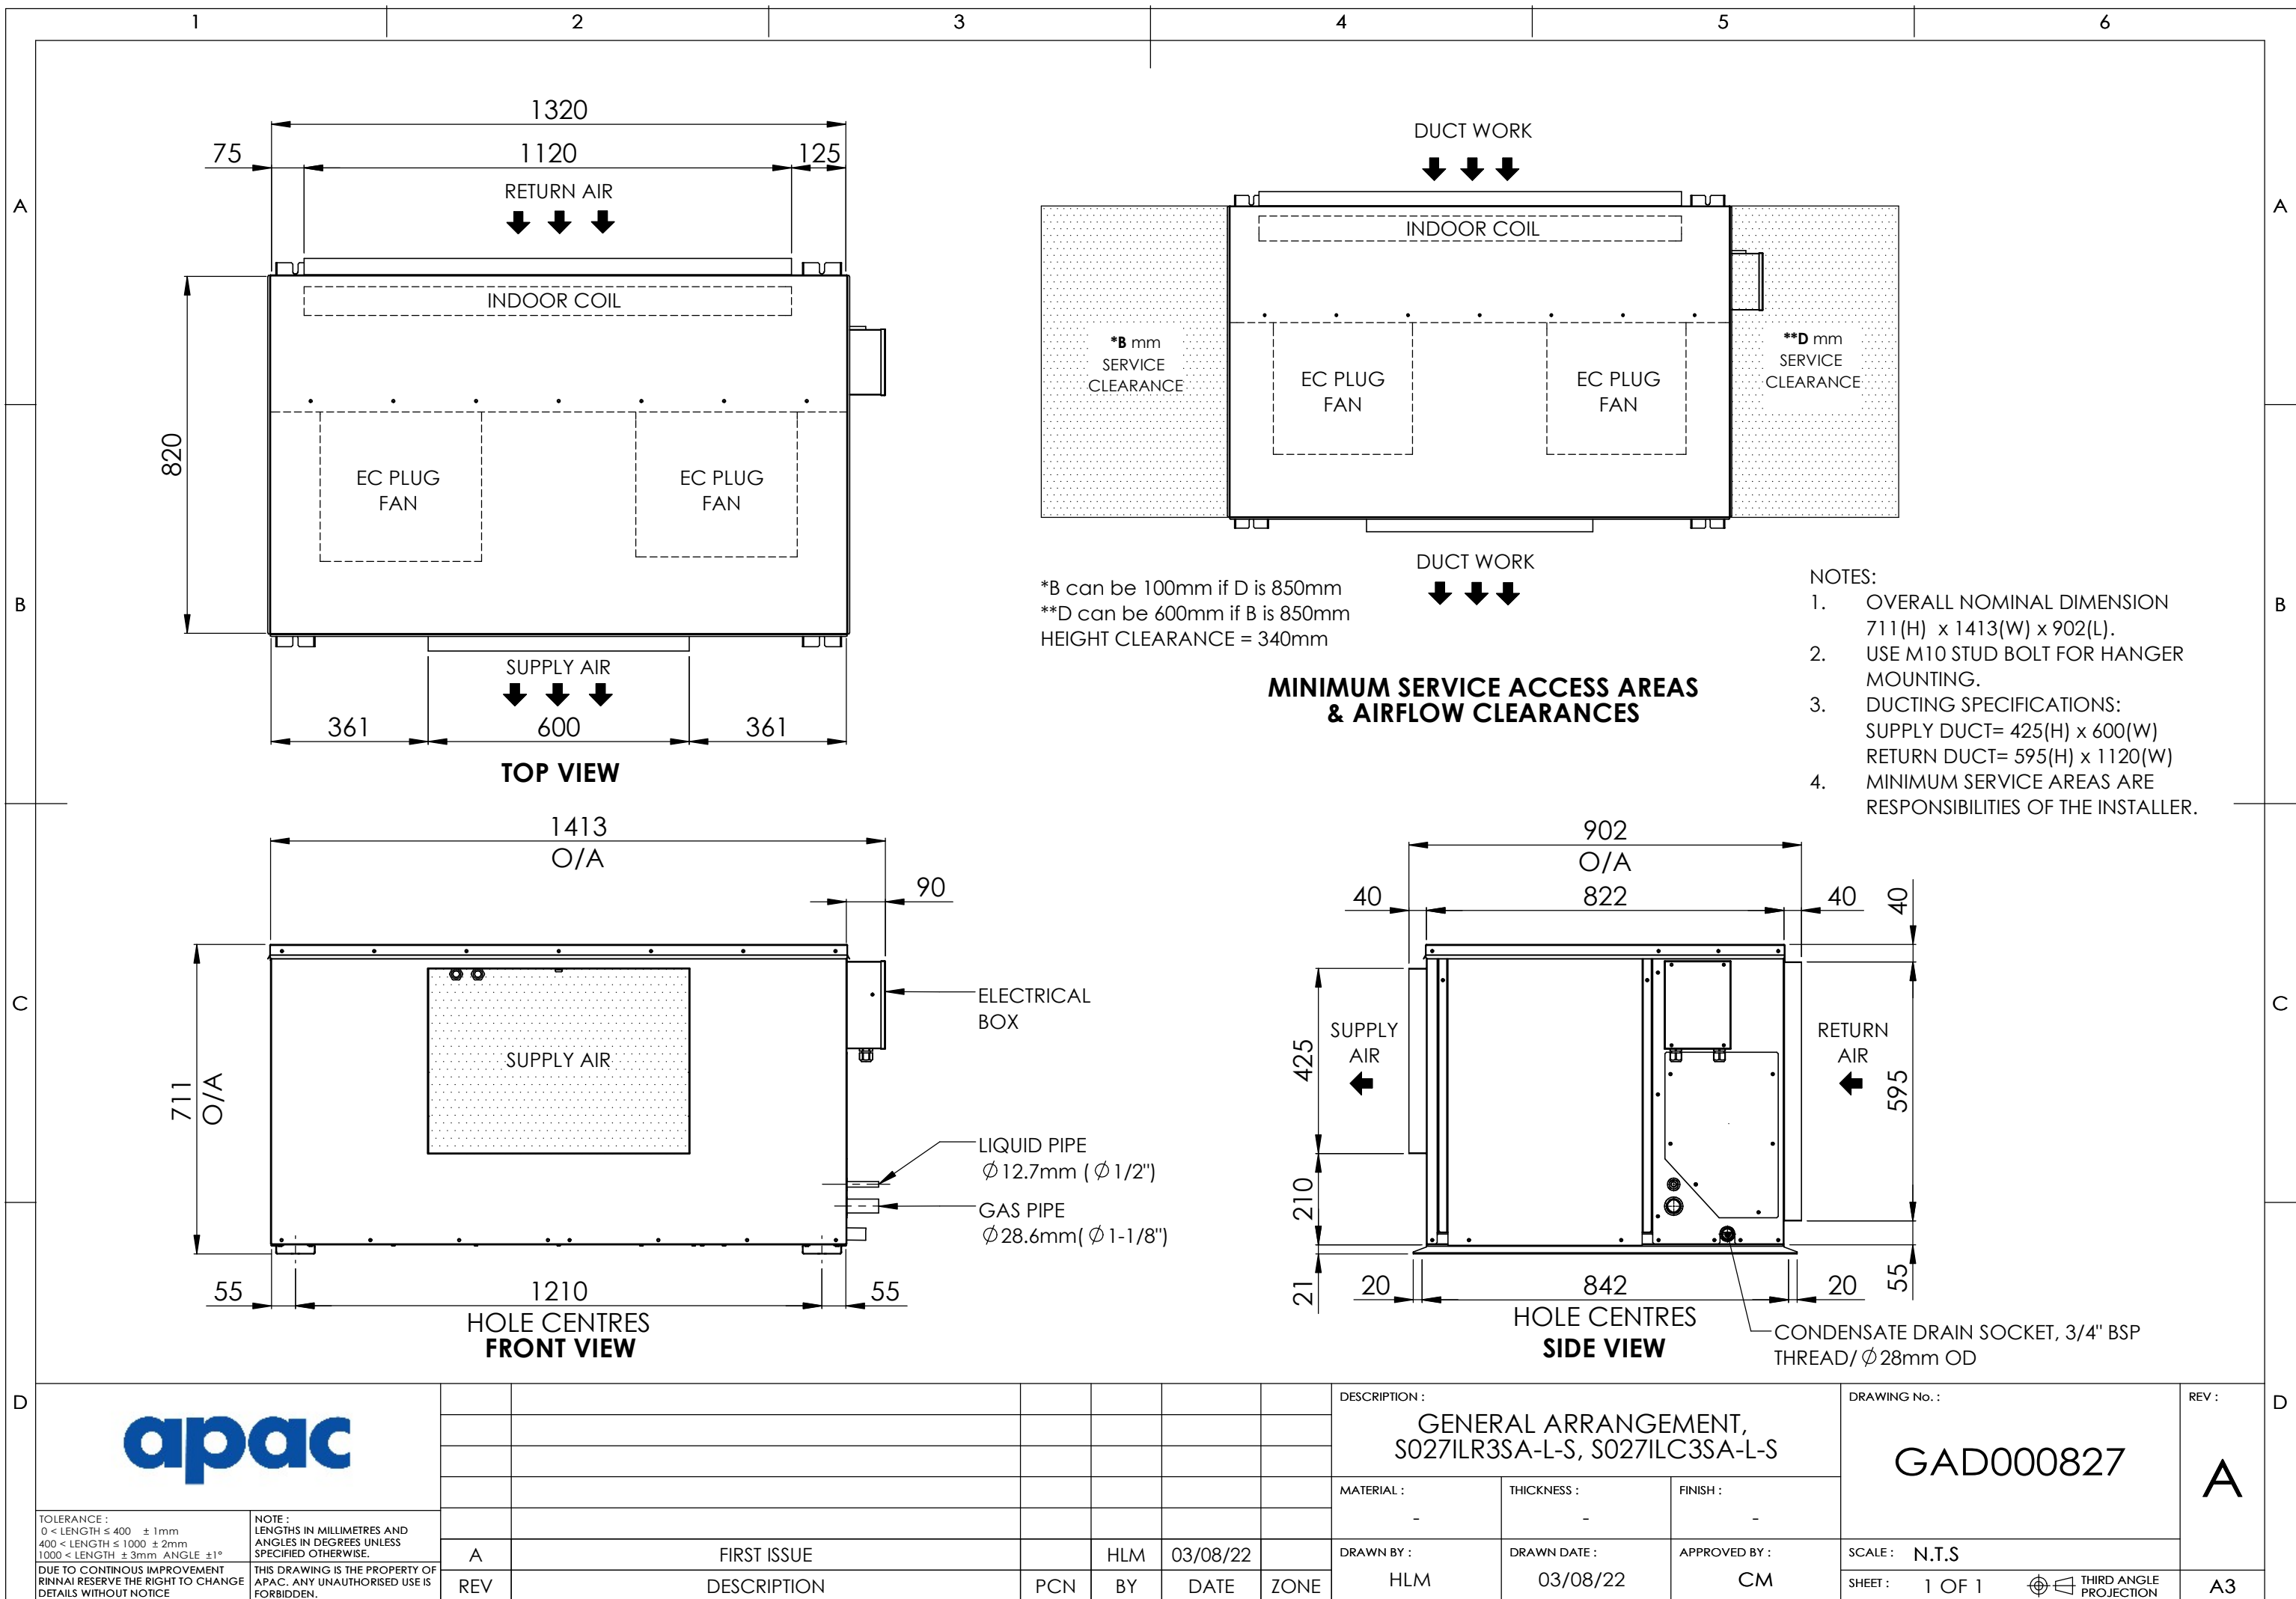 1 2 3 4 5 6
A
B
C
D
A
B
C
D
1320
75 1120 125
RETURN AIR
INDOOR COIL
820
EC PLUG
FAN
EC PLUG
FAN
SUPPLY AIR
361 600 361
TOP VIEW
DUCT WORK
INDOOR COIL
*B mm
SERVICE
CLEARANCE
EC PLUG
FAN
EC PLUG
FAN
**D mm
SERVICE
CLEARANCE
DUCT WORK
*B can be 100mm if D is 850mm
**D can be 600mm if B is 850mm
HEIGHT CLEARANCE = 340mm
MINIMUM SERVICE ACCESS AREAS
& AIRFLOW CLEARANCES
NOTES:
1. OVERALL NOMINAL DIMENSION
711(H) x 1413(W) x 902(L).
2. USE M10 STUD BOLT FOR HANGER
MOUNTING.
3. DUCTING SPECIFICATIONS:
SUPPLY DUCT= 425(H) x 600(W)
RETURN DUCT= 595(H) x 1120(W)
4. MINIMUM SERVICE AREAS ARE
RESPONSIBILITIES OF THE INSTALLER.
1413
O/A
90
711
O/A
SUPPLY AIR
ELECTRICAL
BOX
LIQUID PIPE
Ø12.7mm (Ø1/2")
GAS PIPE
Ø28.6mm(Ø1-1/8")
55 1210 55
HOLE CENTRES
FRONT VIEW
902
O/A
40 822 40
40
SUPPLY
AIR
425
210
21
RETURN
AIR
595
55
20 842 20
HOLE CENTRES
SIDE VIEW
CONDENSATE DRAIN SOCKET, 3/4" BSP
THREAD/Ø28mm OD
apac
TOLERANCE :
0 < LENGTH ≤ 400 ± 1mm
400 < LENGTH ≤ 1000 ± 2mm
1000 < LENGTH ± 3mm ANGLE ±1°
NOTE :
LENGTHS IN MILLIMETRES AND
ANGLES IN DEGREES UNLESS
SPECIFIED OTHERWISE.
DUE TO CONTINOUS IMPROVEMENT
RINNAI RESERVE THE RIGHT TO CHANGE
DETAILS WITHOUT NOTICE
THIS DRAWING IS THE PROPERTY OF
APAC. ANY UNAUTHORISED USE IS
FORBIDDEN.
A FIRST ISSUE HLM 03/08/22
REV DESCRIPTION PCN BY DATE ZONE
DESCRIPTION :
GENERAL ARRANGEMENT,
S027ILR3SA-L-S, S027ILC3SA-L-S
MATERIAL : THICKNESS : FINISH :
- - -
DRAWN BY : DRAWN DATE : APPROVED BY :
HLM 03/08/22 CM
DRAWING No. :
GAD000827
REV :
A
SCALE : N.T.S
SHEET : 1 OF 1
THIRD ANGLE
PROJECTION
A3